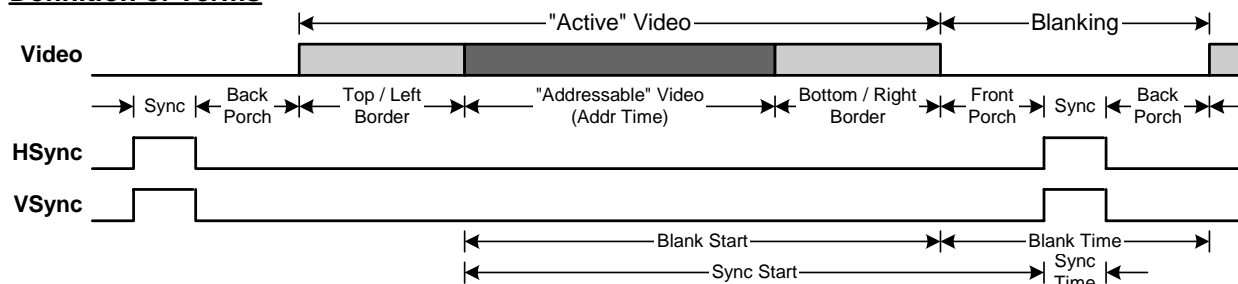 Definition of Terms
"Active" Video
Blanking
Video
Sync
Back
Porch
Top / Left
Border
"Addressable" Video
(Addr Time)
Bottom / Right
Border
Front
Porch
Sync
Back
Porch
HSync
VSync
Blank Start
Blank Time
Sync Start
Sync
Time